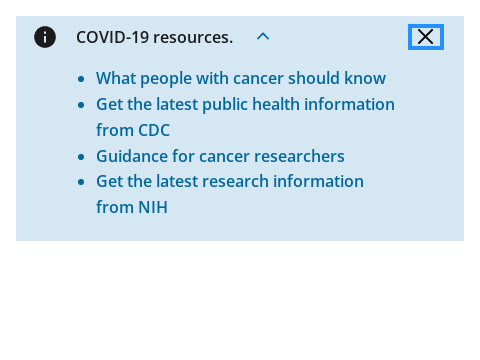 COVID-19 resources.
What people with cancer should know
Get the latest public health information
from CDC
Guidance for cancer researchers
Get the latest research information
from NIH